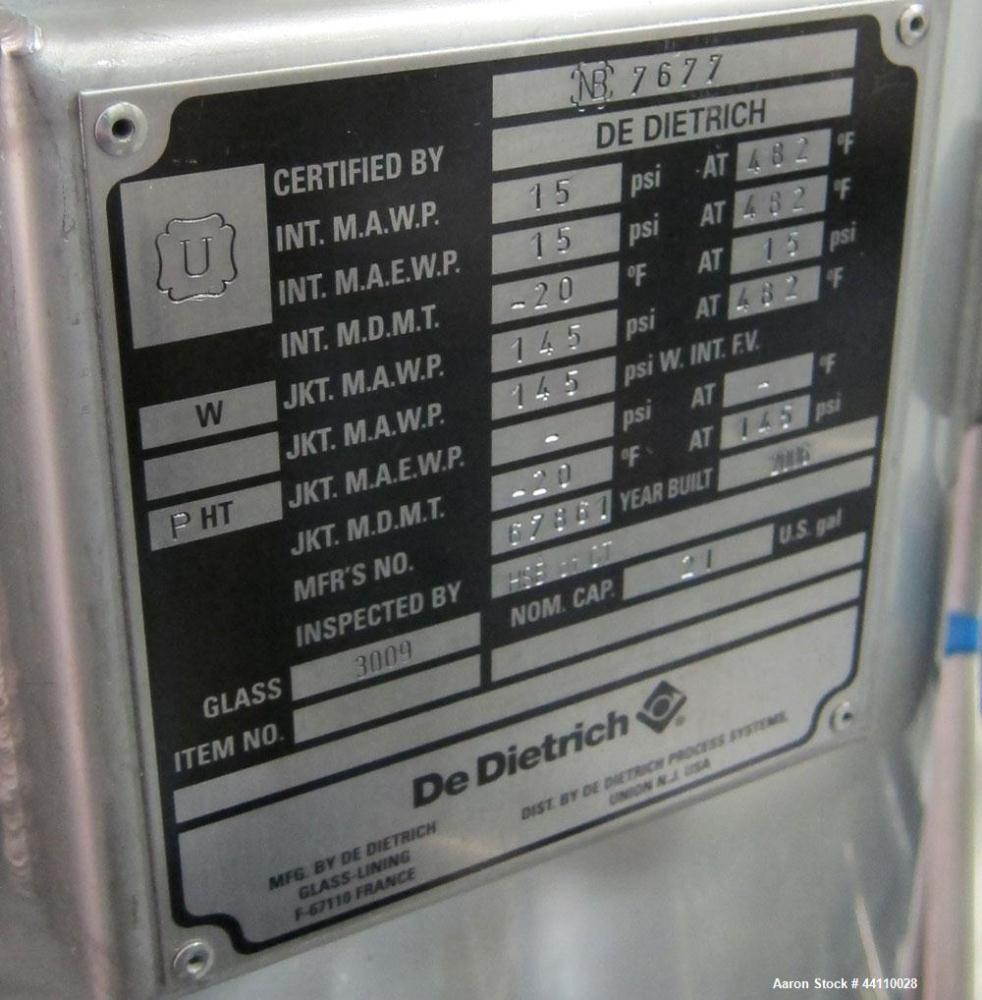 NB 7677
CERTIFIED BY DE DIETRICH
U
INT. M.A.W.P. 15 psi AT 482 °F
INT. M.A.E.W.P. 15 psi AT 482 °F
INT. M.D.M.T. -20 °F AT 15 psi
JKT. M.A.W.P. 145 psi AT 482 °F
W JKT. M.A.W.P. 145 psi W. INT. F.V.
JKT. M.A.E.W.P. - psi AT - °F
P HT JKT. M.D.M.T. -20 °F AT 145 psi
MFR'S NO. 67861 YEAR BUILT
INSPECTED BY HSB CT
GLASS 3009 NOM. CAP. 21 U.S. gal
ITEM NO.
De Dietrich ®
MFG. BY DE DIETRICH
GLASS-LINING
F-67110 FRANCE
DIST. BY DE DIETRICH PROCESS SYSTEMS.
UNION N.J. USA
Aaron Stock # 44110028